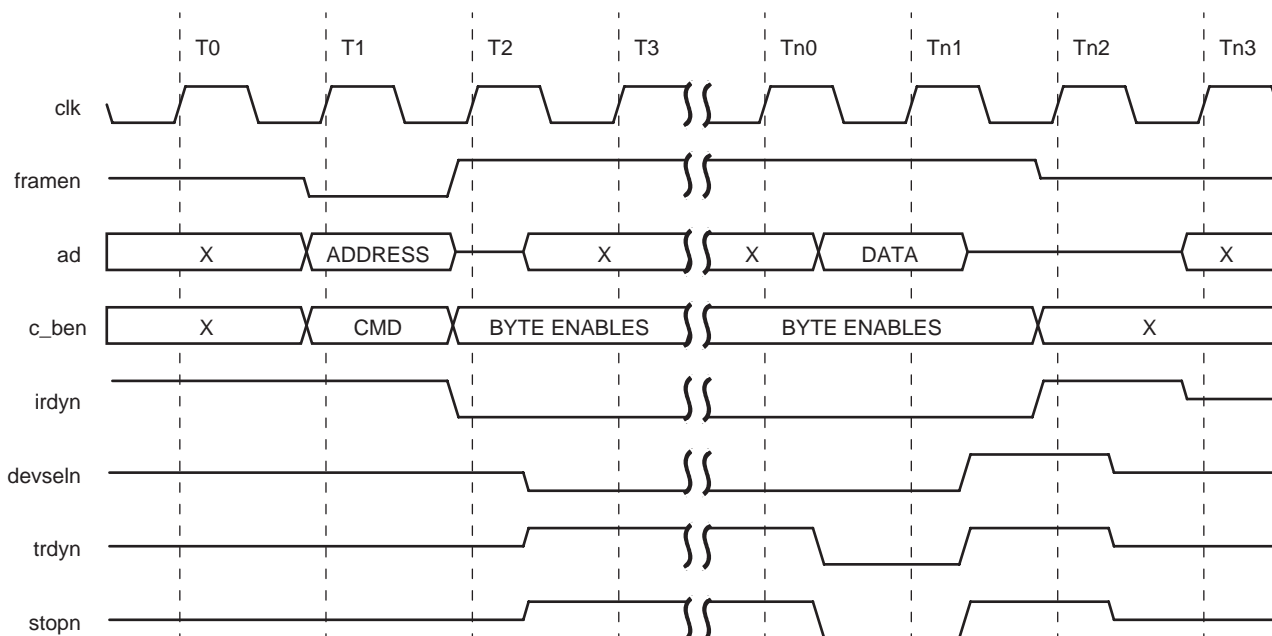 T0 T1 T2 T3 Tn0 Tn1 Tn2 Tn3
clk
framen
ad X ADDRESS X X DATA X
c_ben X CMD BYTE ENABLES BYTE ENABLES X
irdyn
devseln
trdyn
stopn